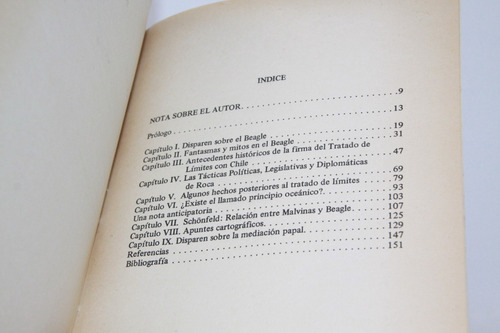 INDICE
NOTA SOBRE EL AUTOR. 9
Prólogo 13
Capítulo I. Disparen sobre el Beagle 19
Capítulo II. Fantasmas y mitos en el Beagle 31
Capítulo III. Antecedentes históricos de la firma del Tratado de
Límites con Chile 47
Capítulo IV. Las Tácticas Políticas, Legislativas y Diplomáticas
de Roca 69
Capítulo V. Algunos hechos posteriores al tratado de límites 79
Capítulo VI. ¿Existe el llamado principio oceánico? 93
Una nota anticipatoria 103
Capítulo VII. Schönfeld: Relación entre Malvinas y Beagle. 107
Capítulo VIII. Apuntes cartográficos. 125
Capítulo IX. Disparen sobre la mediación papal. 129
Referencias 147
Bibliografía 151